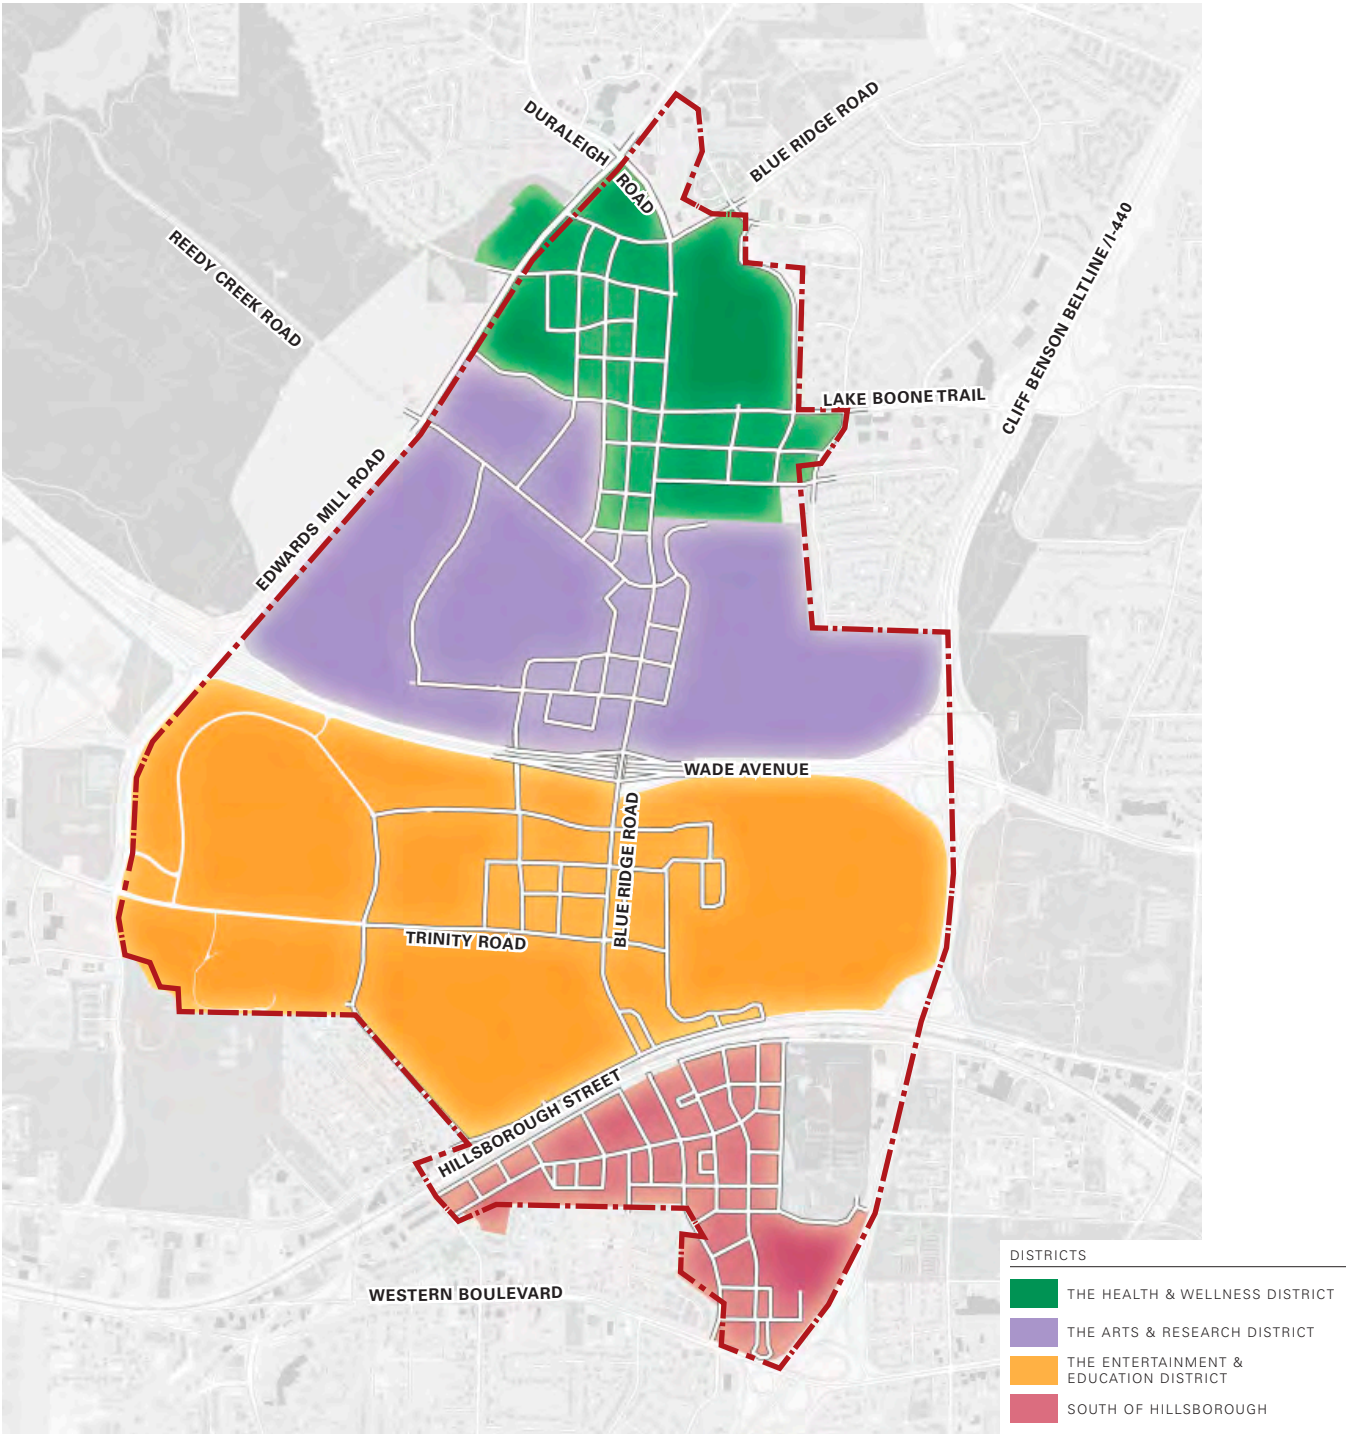 DURALEIGH
ROAD
BLUE RIDGE ROAD
REEDY CREEK ROAD
CLIFF BENSON BELTLINE /I-440
LAKE BOONE TRAIL
EDWARDS MILL ROAD
WADE AVENUE
BLUE RIDGE ROAD
TRINITY ROAD
HILLSBOROUGH STREET
WESTERN BOULEVARD
DISTRICTS
THE HEALTH & WELLNESS DISTRICT
THE ARTS & RESEARCH DISTRICT
THE ENTERTAINMENT &
EDUCATION DISTRICT
SOUTH OF HILLSBOROUGH